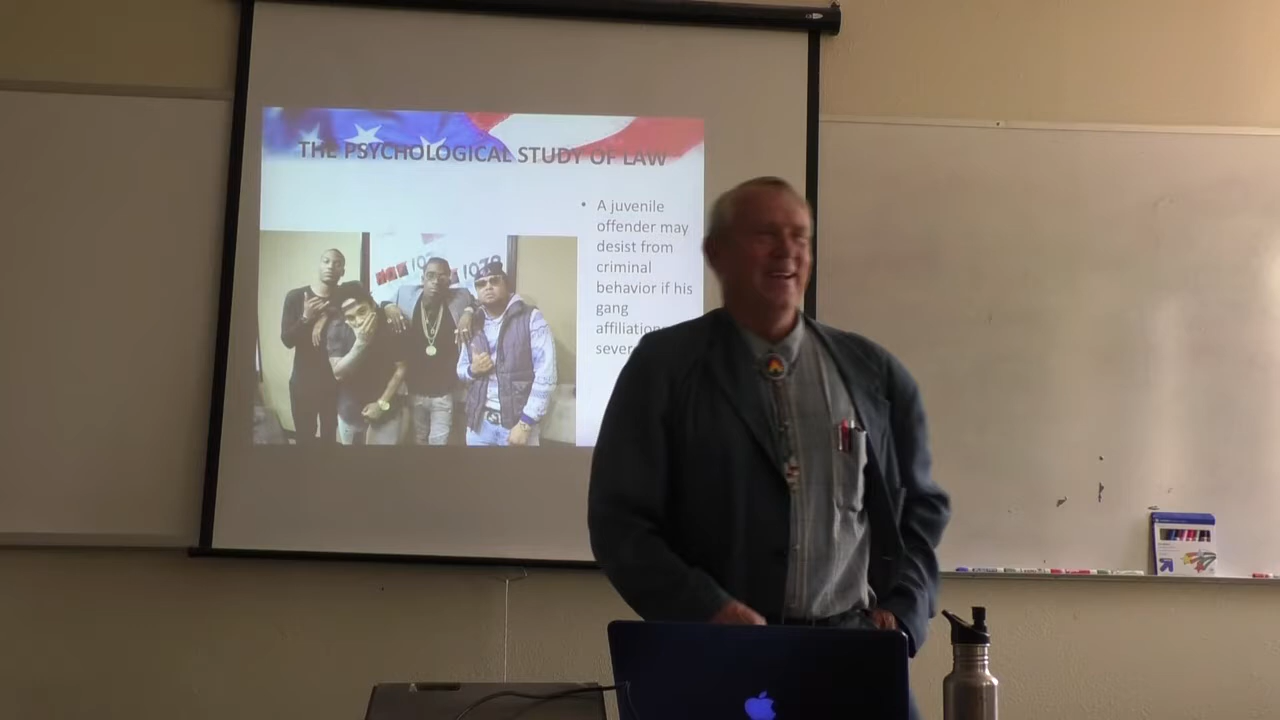 THE PSYCHOLOGICAL STUDY OF LAW
• A juvenile
offender may
desist from
criminal
behavior if his
gang